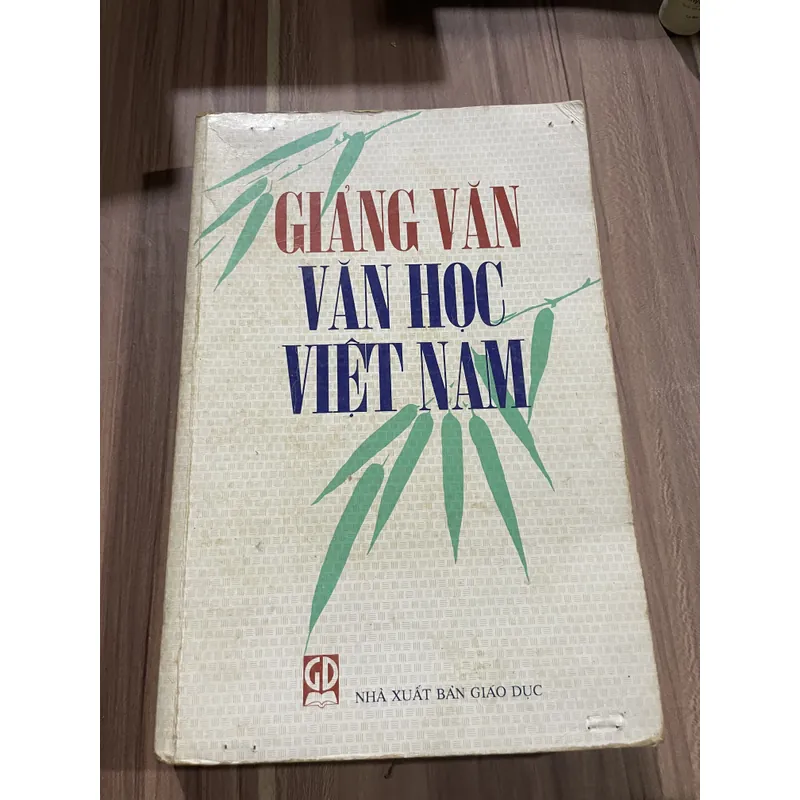 GIẢNG VĂN
VĂN HỌC
VIỆT NAM
GD
NHÀ XUẤT BẢN GIÁO DỤC